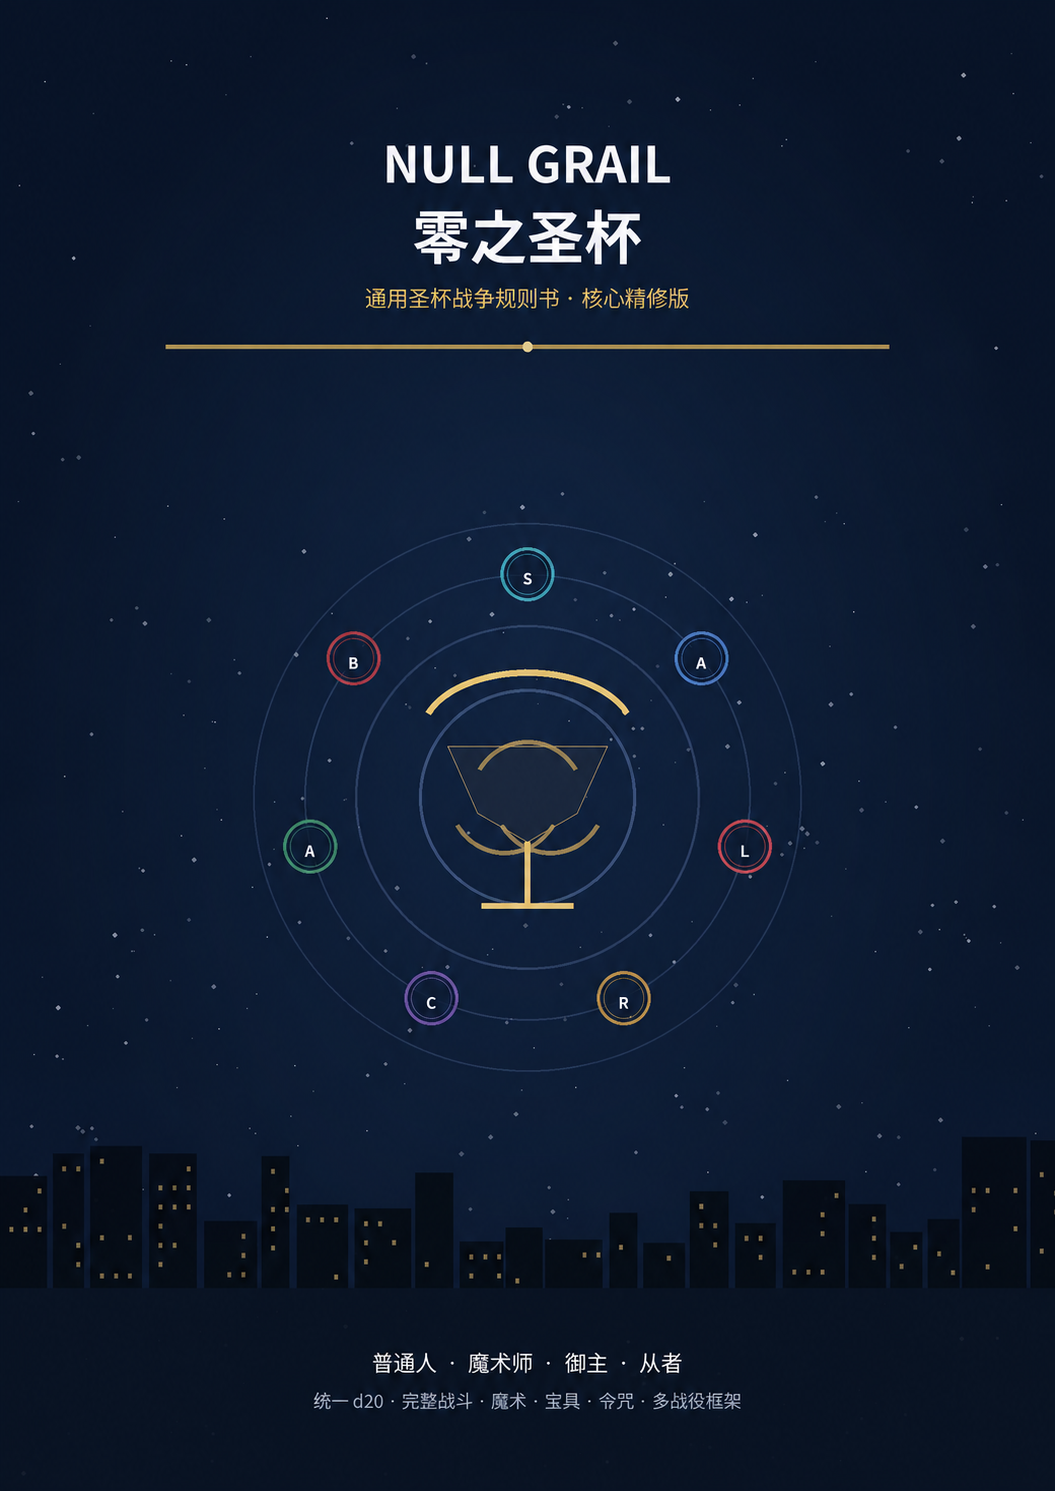 NULL GRAIL
零之圣杯
通用圣杯战争规则书 · 核心精修版
S
B
A
A
L
C
R
普通人 · 魔术师 · 御主 · 从者
统一 d20 · 完整战斗 · 魔术 · 宝具 · 令咒 · 多战役框架